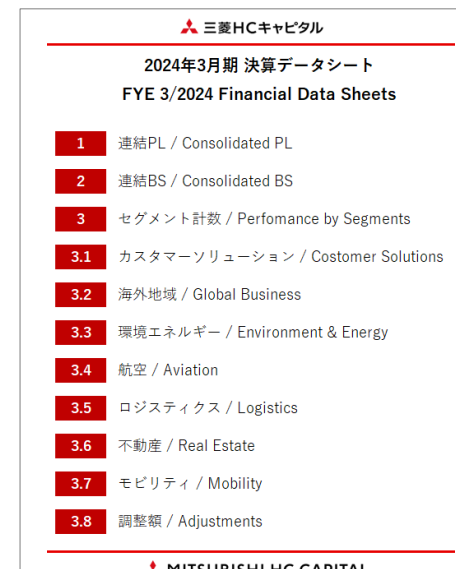 三菱HCキャピタル
2024年3月期 決算データシート
FYE 3/2024 Financial Data Sheets
1 連結PL / Consolidated PL
2 連結BS / Consolidated BS
3 セグメント計数 / Perfomance by Segments
3.1 カスタマーソリューション / Costomer Solutions
3.2 海外地域 / Global Business
3.3 環境エネルギー / Environment & Energy
3.4 航空 / Aviation
3.5 ロジスティクス / Logistics
3.6 不動産 / Real Estate
3.7 モビリティ / Mobility
3.8 調整額 / Adjustments
MITSUBISHI HC CAPITAL